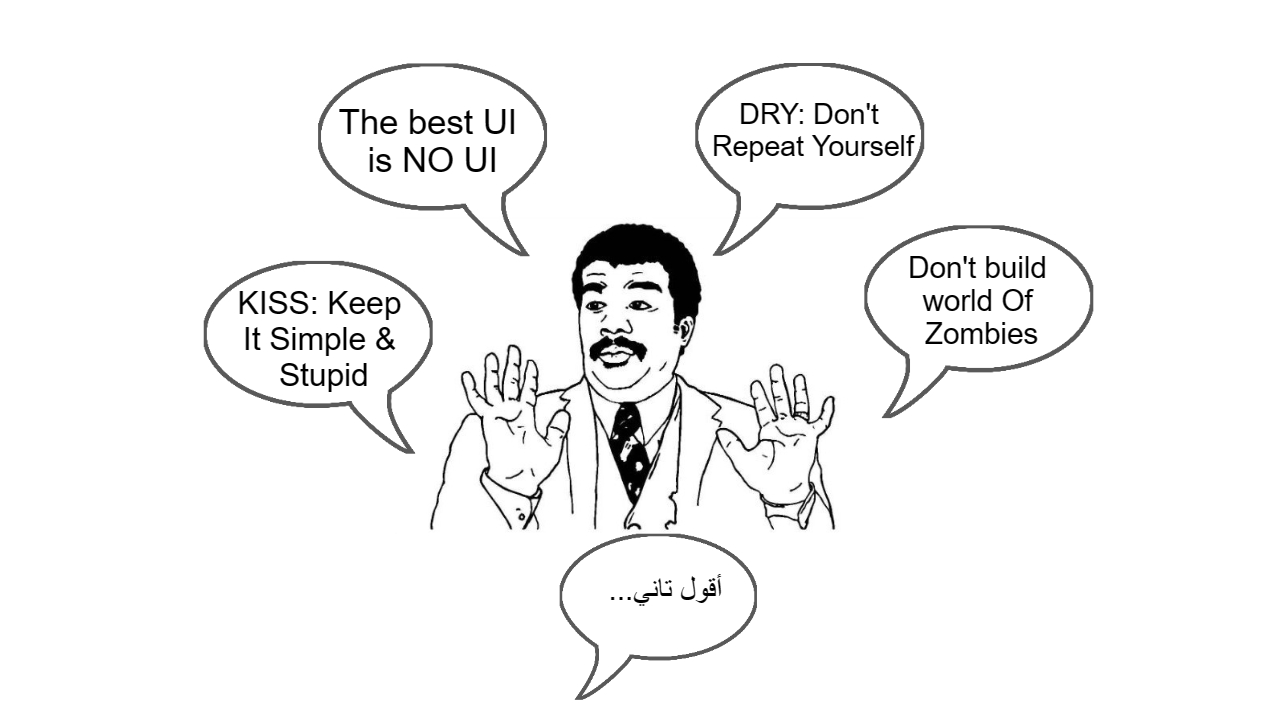 The best UI
is NO UI
DRY: Don't
Repeat Yourself
KISS: Keep
It Simple &
Stupid
Don't build
world Of
Zombies
أقول تاني...